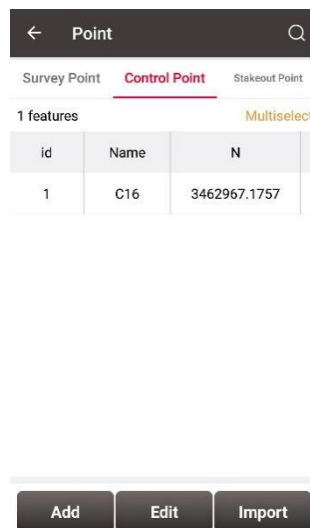 Point
Survey Point Control Point Stakeout Point
1 features Multiselect
id Name N
1 C16 3462967.1757
Add Edit Import